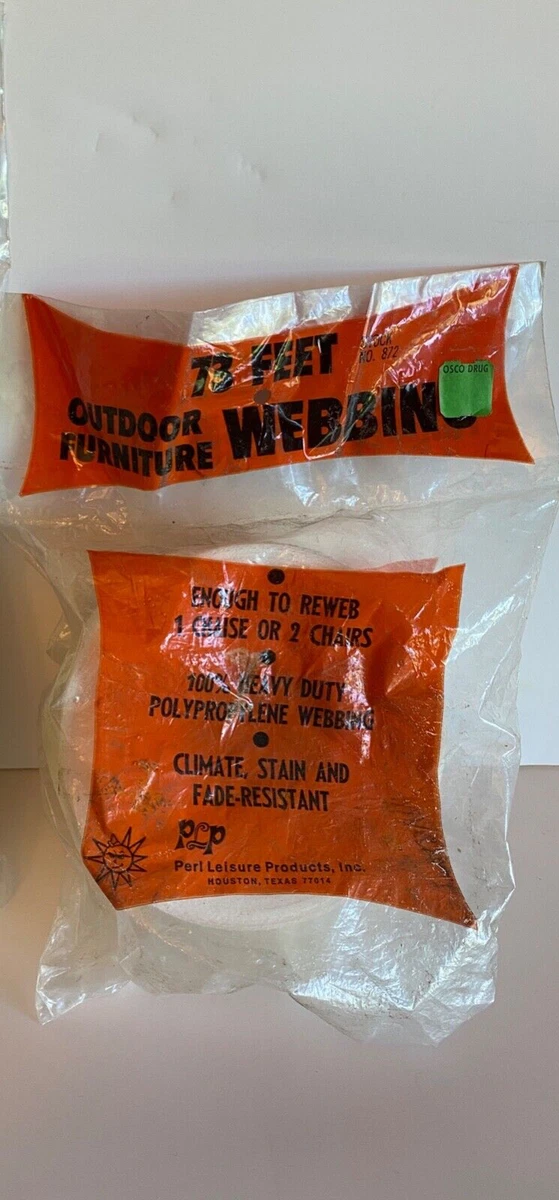 73 FEET
STOCK
NO. 872
OSCO DRUG
OUTDOOR
FURNITURE
WEBBING
ENOUGH TO REWEB
1 CHAISE OR 2 CHAIRS
100% HEAVY DUTY
POLYPROPYLENE WEBBING
CLIMATE, STAIN AND
FADE-RESISTANT
PLP
Perl Leisure Products, Inc.
HOUSTON, TEXAS 77014